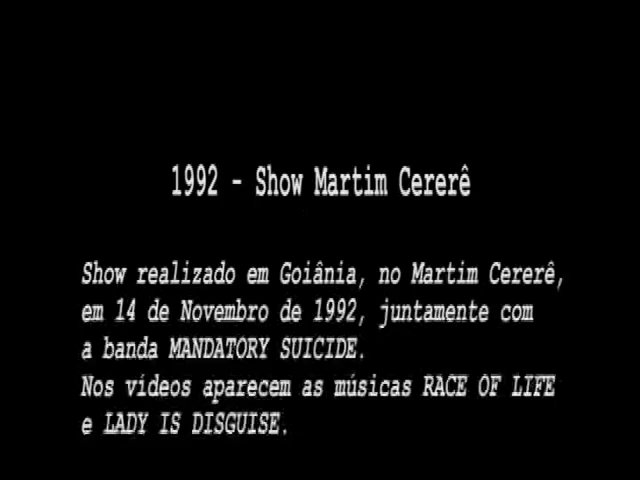 1992 - Show Martim Cererê
Show realizado em Goiânia, no Martim Cererê,
em 14 de Novembro de 1992, juntamente com
a banda MANDATORY SUICIDE.
Nos vídeos aparecem as músicas RACE OF LIFE
e LADY IS DISGUISE.